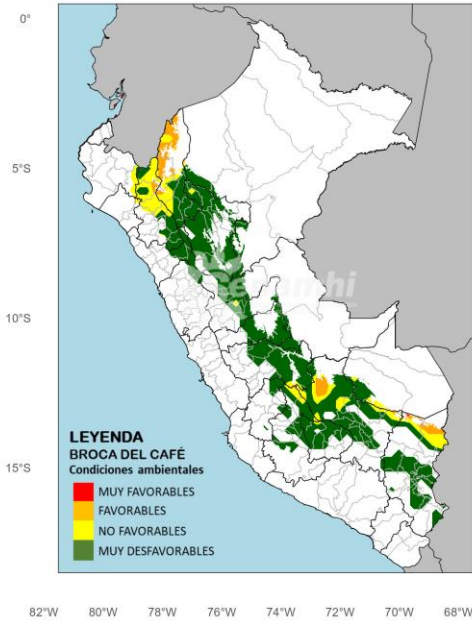 0°
5°S
10°S
15°S
senamhi
LEYENDA
BROCA DEL CAFÉ
Condiciones ambientales
MUY FAVORABLES
FAVORABLES
NO FAVORABLES
MUY DESFAVORABLES
82°W 80°W 78°W 76°W 74°W 72°W 70°W 68°W